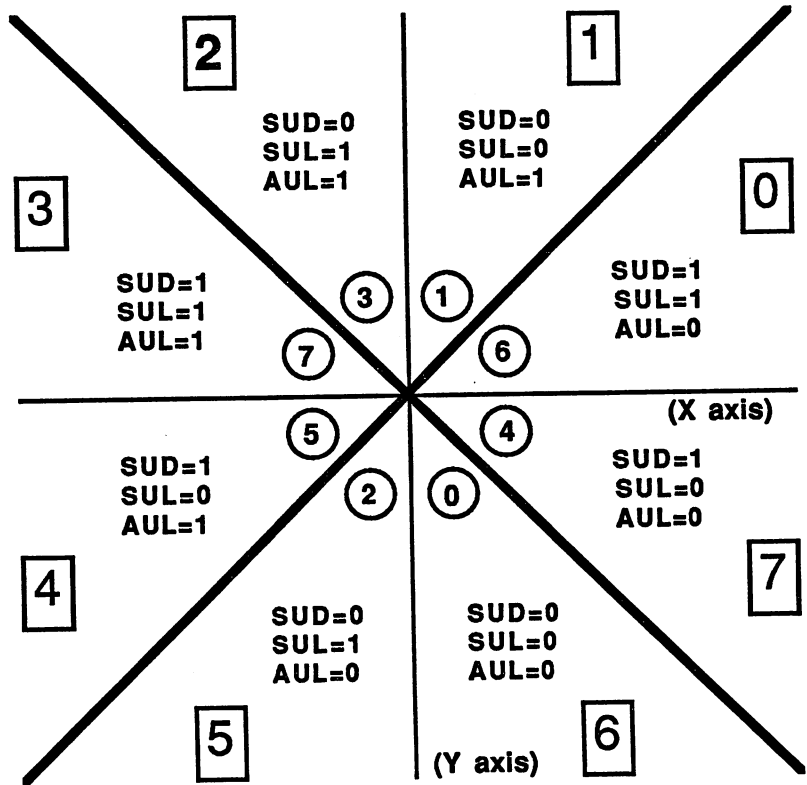 2
1
SUD=0
SUL=1
AUL=1
SUD=0
SUL=0
AUL=1
3
0
SUD=1
SUL=1
AUL=1
SUD=1
SUL=1
AUL=0
3
1
7
6
(X axis)
5
4
2
0
SUD=1
SUL=0
AUL=1
SUD=1
SUL=0
AUL=0
4
7
SUD=0
SUL=1
AUL=0
SUD=0
SUL=0
AUL=0
5
6
(Y axis)